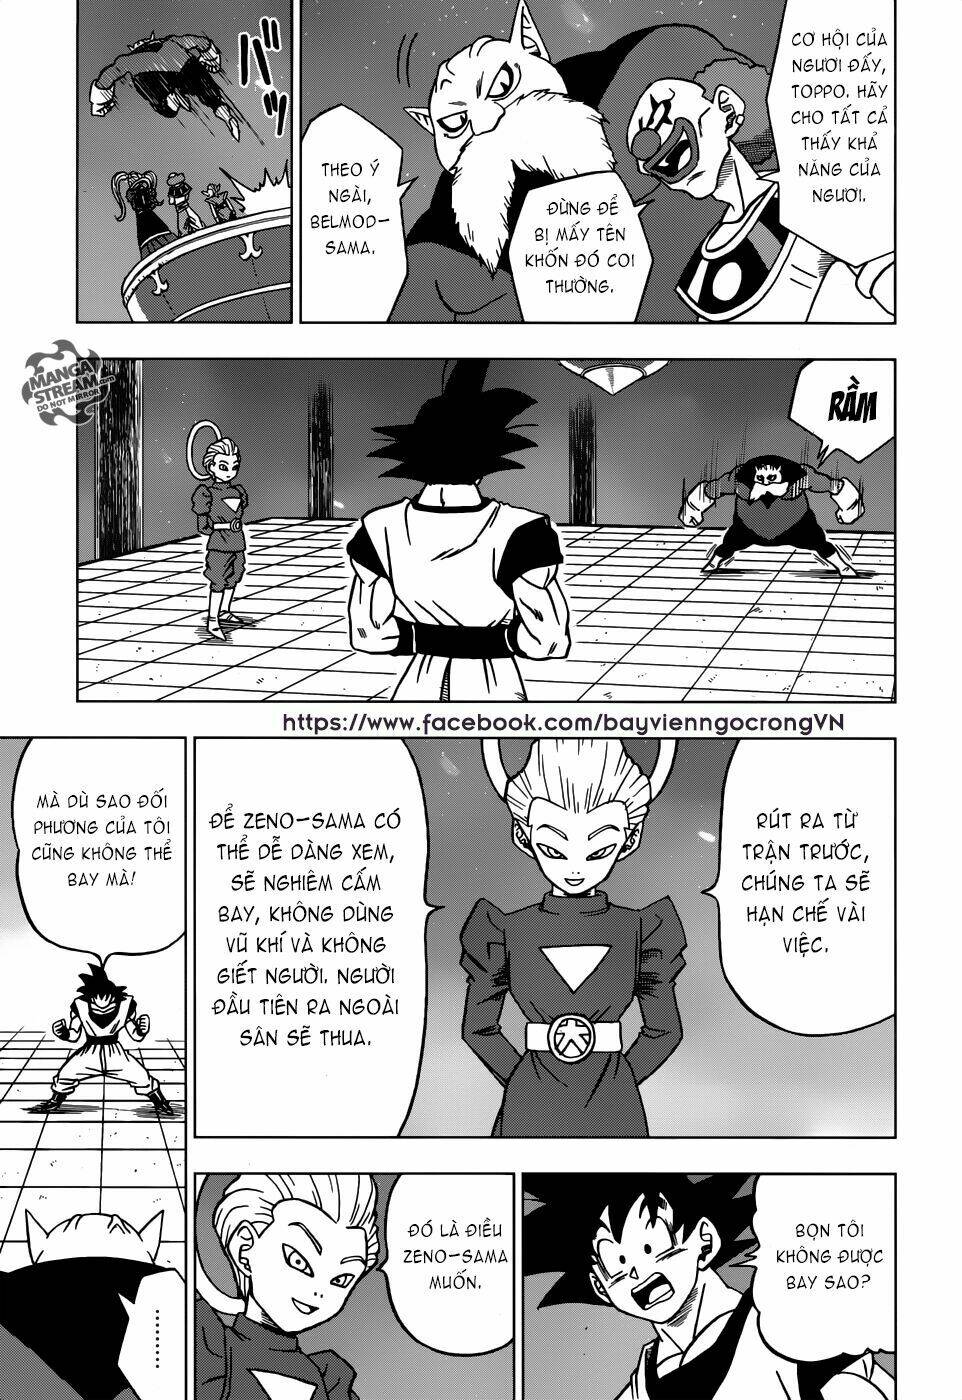 CƠ HỘI CỦA
NGƯƠI ĐẤY,
TOPPO. HÃY
CHO TẤT CẢ
THẤY KHẢ
NĂNG CỦA
NGƯƠI.
ĐỪNG ĐỂ
BỊ MẤY TÊN
KHỐN ĐÓ COI
THƯỜNG.
THEO Ý
NGÀI,
BELMOD-
SAMA.
バッ
MANGA
STREAM.com
DO NOT MIRROR
RẦM
https://www.facebook.com/bayvienngocrongVN
RÚT RA TỪ
TRẬN TRƯỚC,
CHÚNG TA SẼ
HẠN CHẾ VÀI
VIỆC.
ĐỂ ZENO-SAMA CÓ
THỂ DỄ DÀNG XEM,
SẼ NGHIÊM CẤM
BAY, KHÔNG DÙNG
VŨ KHÍ VÀ KHÔNG
GIẾT NGƯỜI. NGƯỜI
ĐẦU TIÊN RA NGOÀI
SÂN SẼ THUA.
MÀ DÙ SAO ĐỐI
PHƯƠNG CỦA TÔI
CŨNG KHÔNG THỂ
BAY MÀ!
BỌN TÔI
KHÔNG ĐƯỢC
BAY SAO?
ĐÓ LÀ ĐIỀU
ZENO-SAMA
MUỐN.
.........